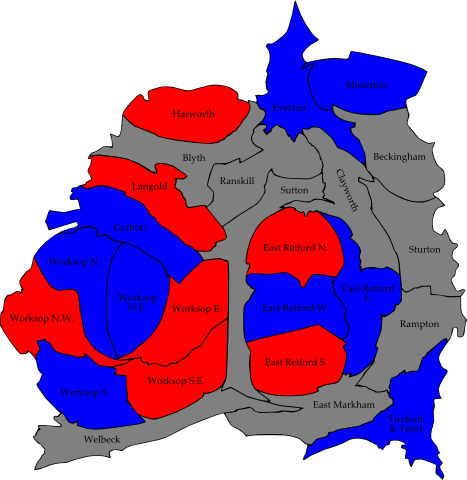 Misterton
Everton
Harworth
Beckingham
Blyth
Ranskill
Clayworth
Langold
Sutton
Carlton
East Retford N.
Sturton
Worksop N.
Worksop
N.E.
East Retford
E.
Worksop E.
East Retford W.
Worksop N.W.
Rampton
East Retford S.
Worksop S.E.
Worksop S.
East Markham
Tuxford
& Trent
Welbeck